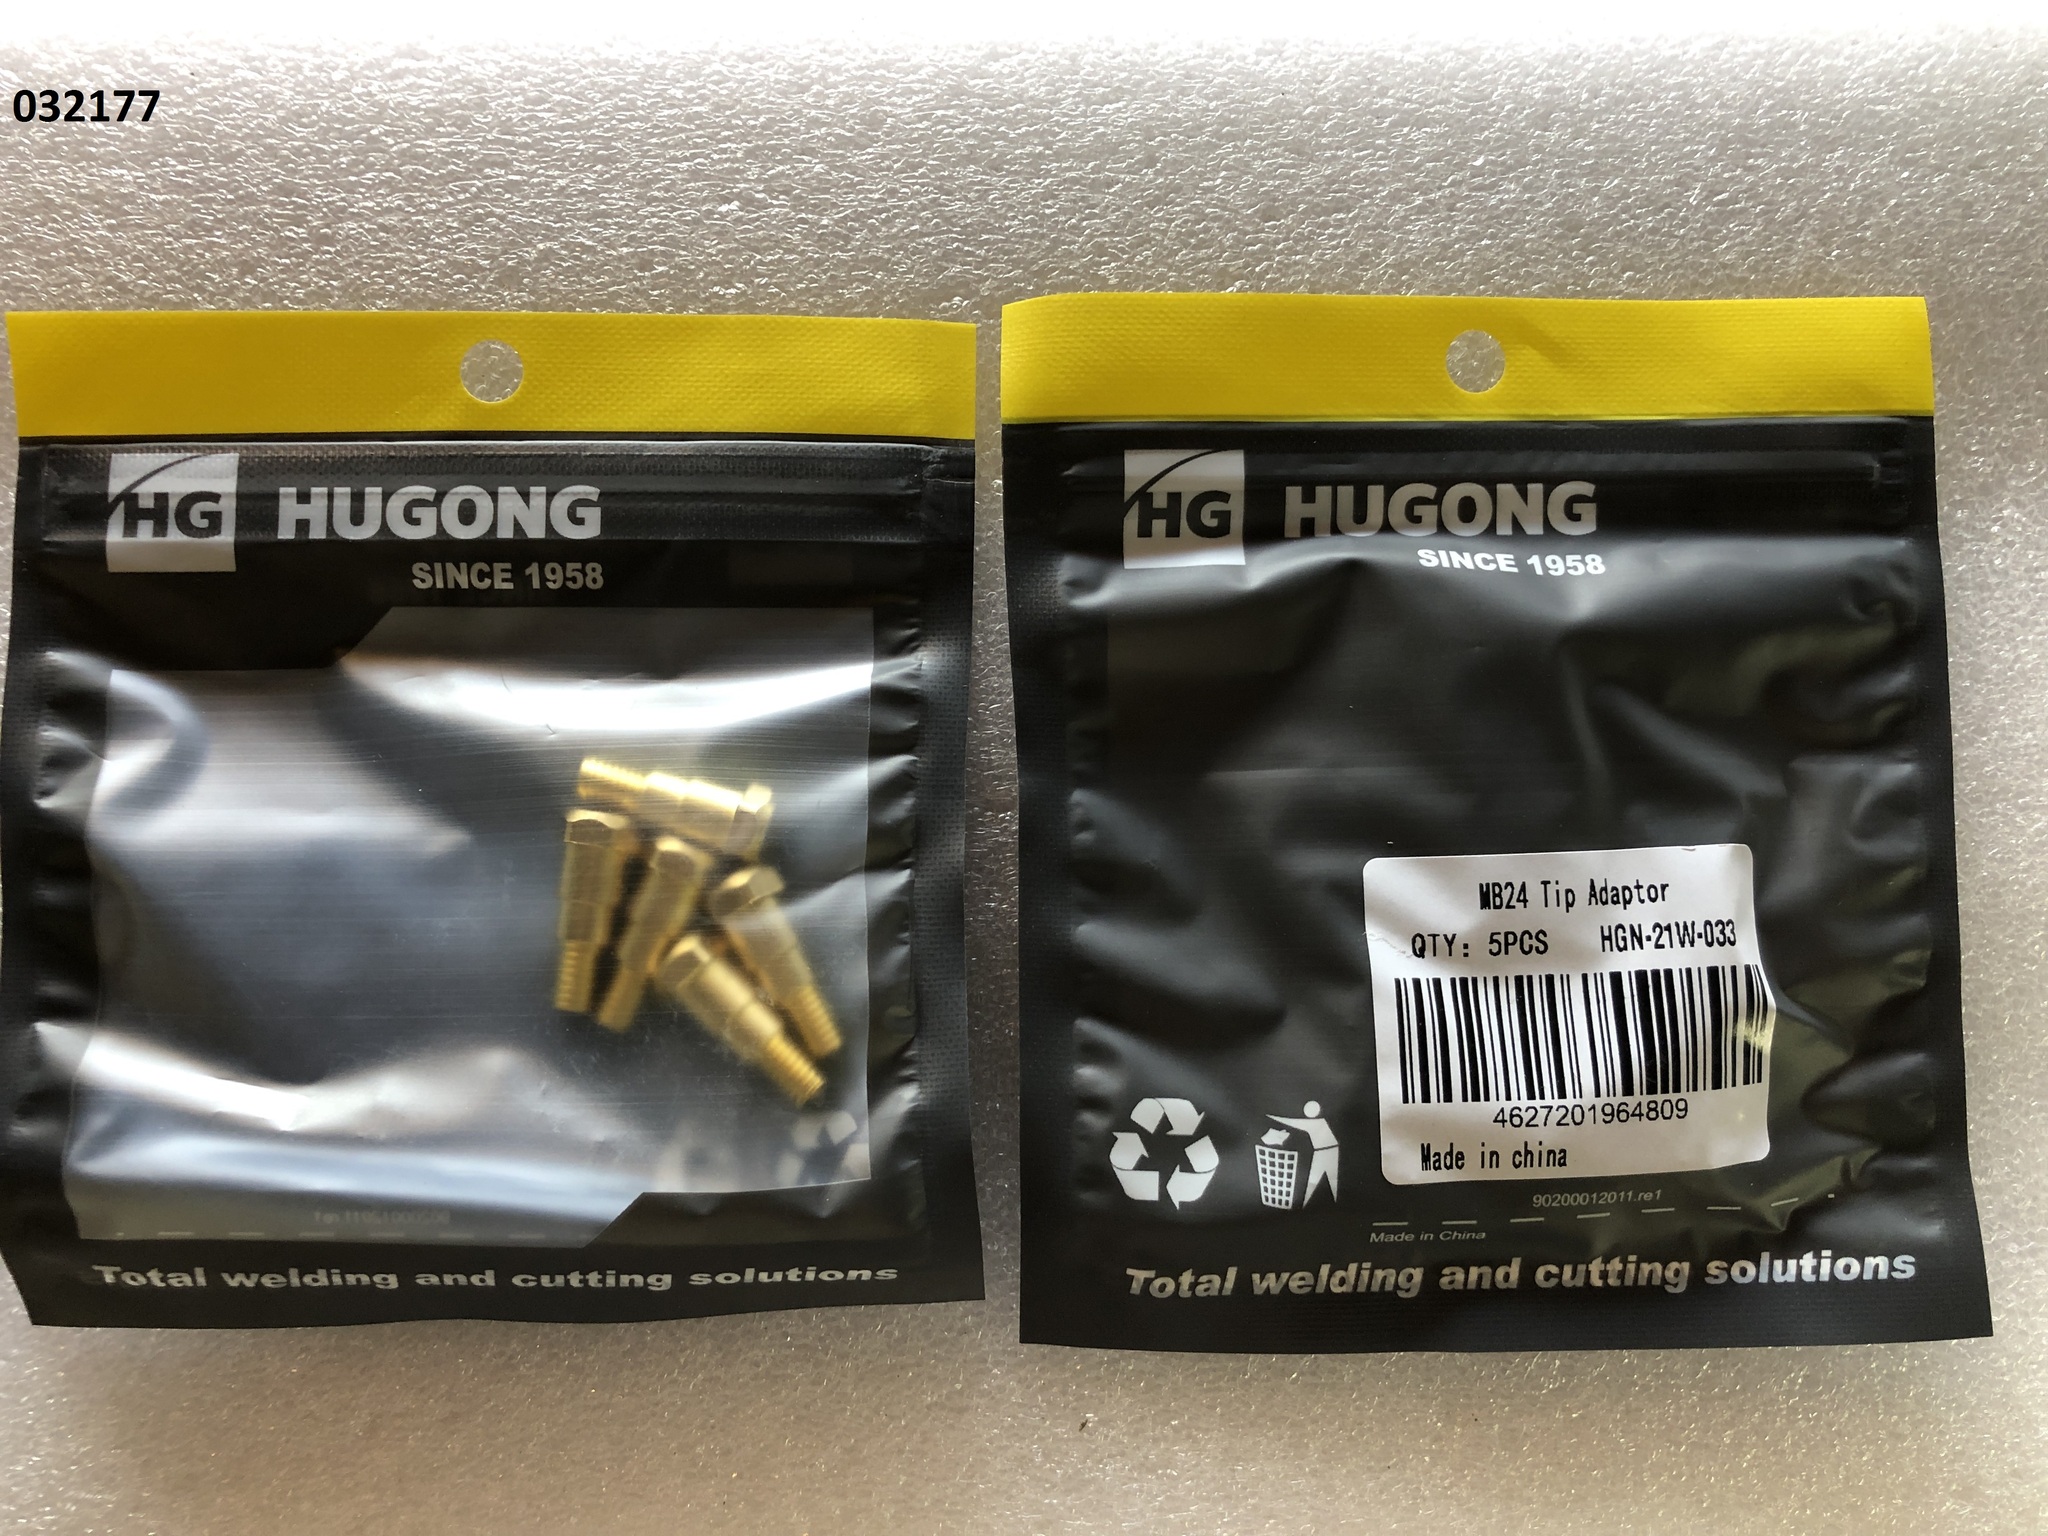 032177
HG HUGONG
SINCE 1958
Total welding and cutting solutions
HG HUGONG
SINCE 1958
MB24 Tip Adaptor
QTY: 5PCS HGN-21W-033
4627201964809
Made in china
90200012011.re1
Made in China
Total welding and cutting solutions